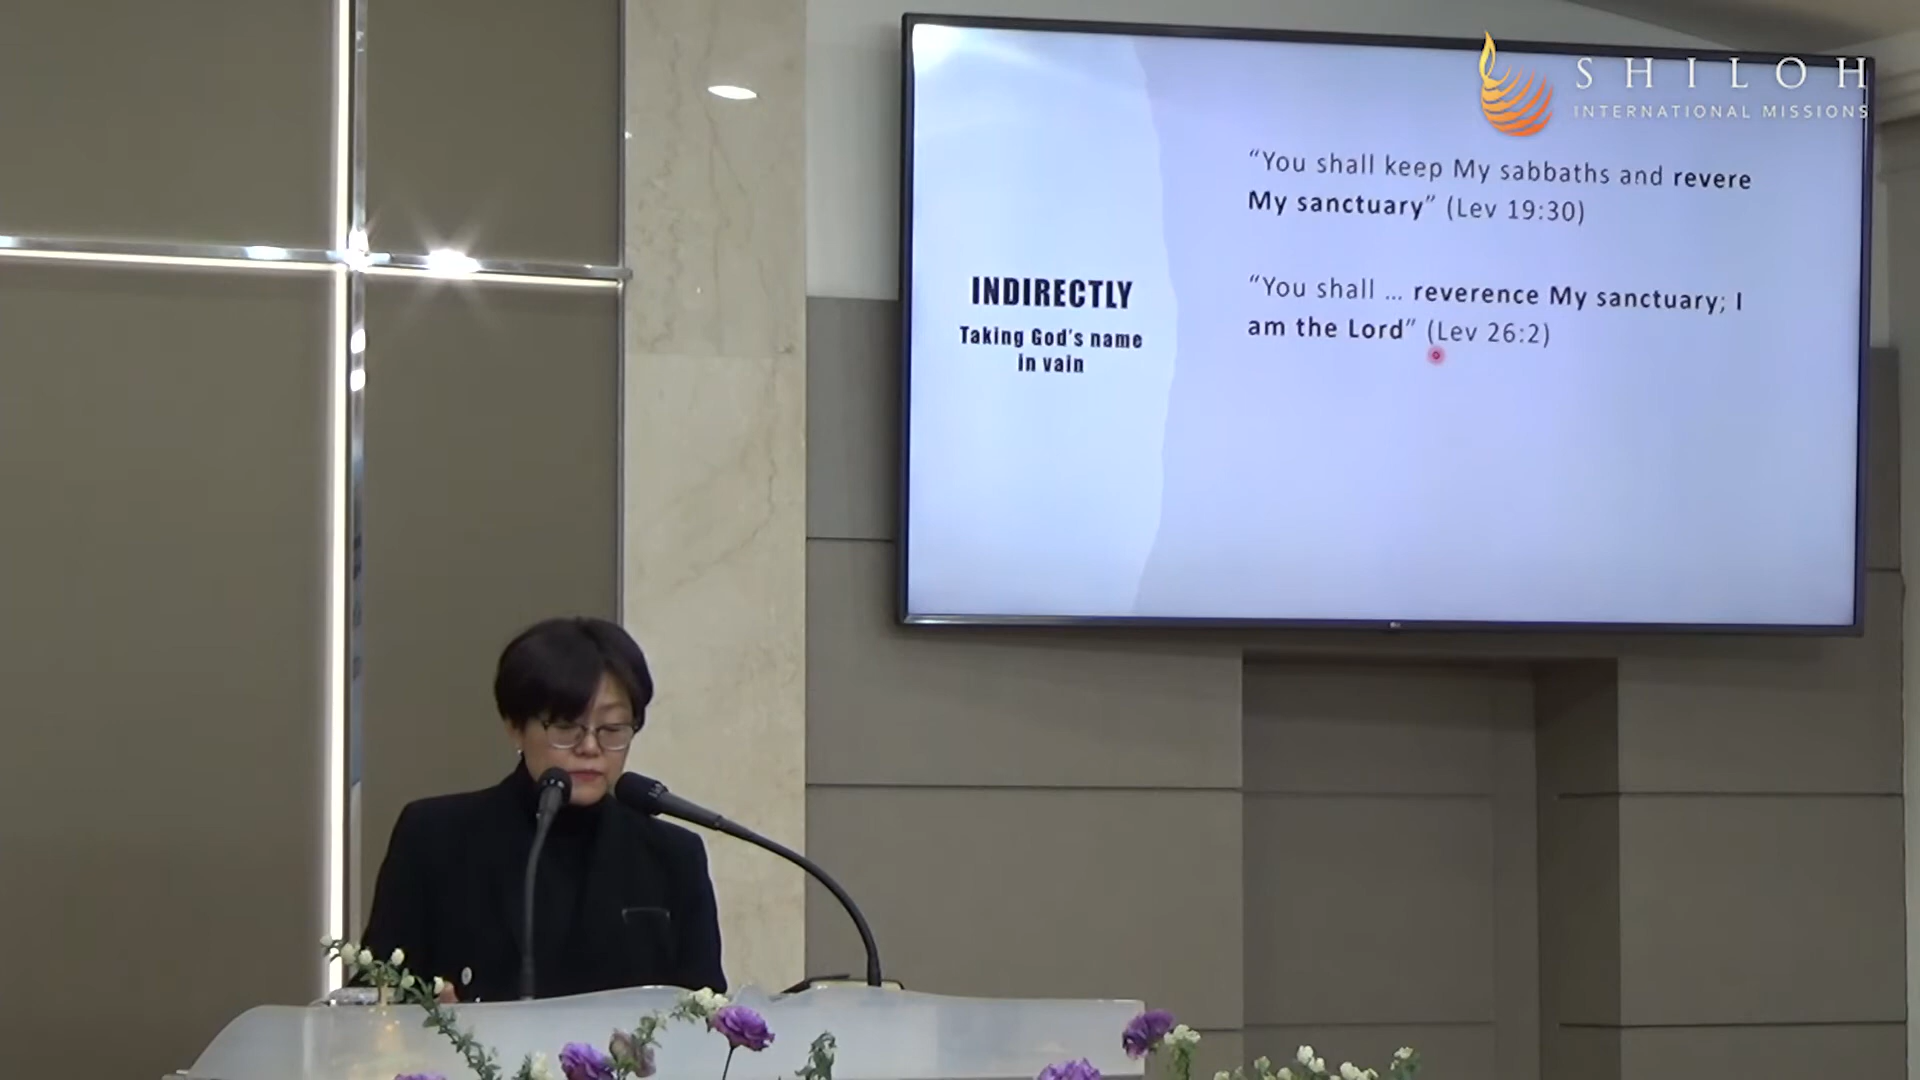 SHILOH
INTERNATIONAL MISSIONS
“You shall keep My sabbaths and revere
My sanctuary” (Lev 19:30)
“You shall ... reverence My sanctuary; I
am the Lord” (Lev 26:2)
INDIRECTLY
Taking God's name
in vain